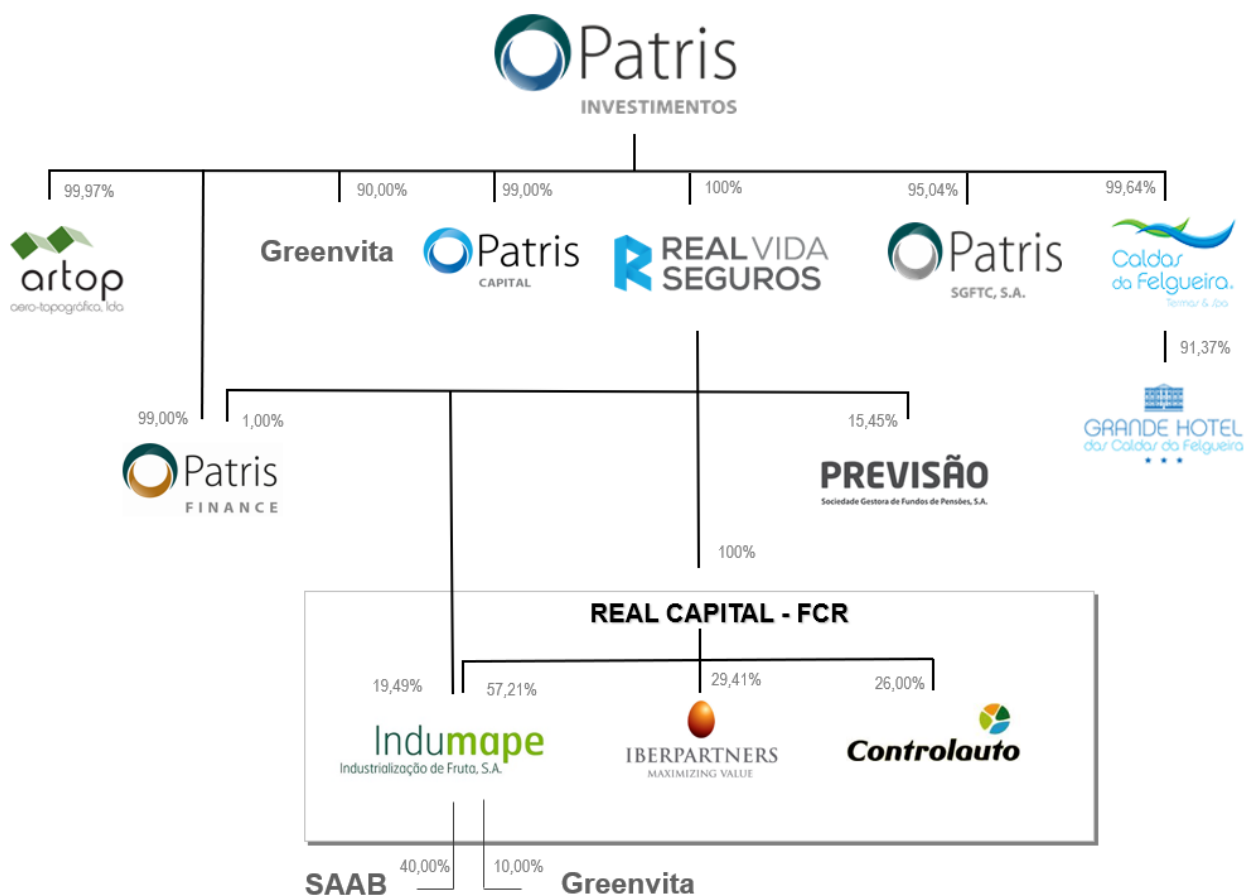 Patris
INVESTIMENTOS
99,97%
90,00%
99,00%
100%
95,04%
99,64%
artop
aero-topográfica, lda
Greenvita
Patris
CAPITAL
REAL VIDA
SEGUROS
Patris
SGFTC, S.A.
Caldas
da Felgueira.
Termas & Spa
91,37%
99,00%
1,00%
15,45%
Patris
FINANCE
PREVISÃO
Sociedade Gestora de Fundos de Pensões, S.A.
GRANDE HOTEL
das Caldas da Felgueira
100%
REAL CAPITAL - FCR
19,49%
57,21%
29,41%
26,00%
Indumape
Industrialização de Fruta, S.A.
IBERPARTNERS
MAXIMIZING VALUE
Controlauto
40,00%
10,00%
SAAB
Greenvita